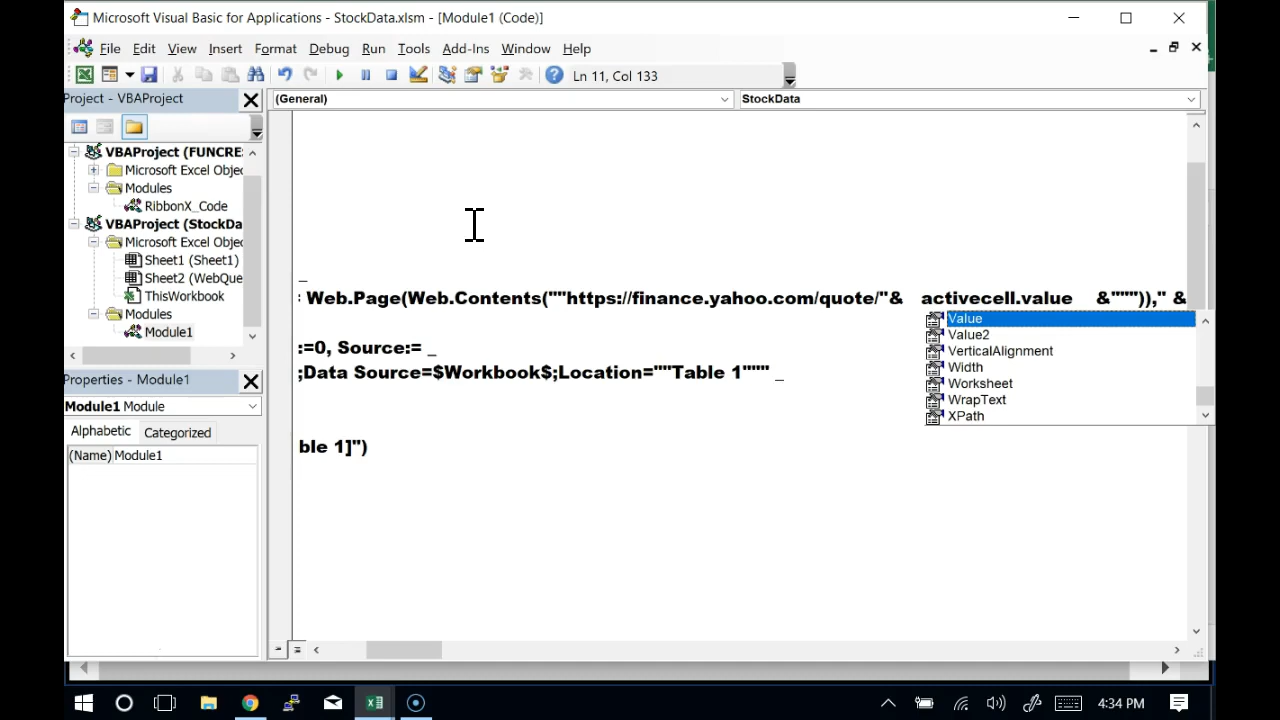 Microsoft Visual Basic for Applications - StockData.xlsm - [Module1 (Code)]
File Edit View Insert Format Debug Run Tools Add-Ins Window Help
Ln 11, Col 133
Project - VBAProject
(General)
StockData
VBAProject (FUNCRE
Microsoft Excel Obje
Modules
RibbonX_Code
VBAProject (StockDa
Microsoft Excel Obje
Sheet1 (Sheet1)
Sheet2 (WebQue
ThisWorkbook
Modules
Module1
_
: Web.Page(Web.Contents(""https://finance.yahoo.com/quote/"& activecell.value &"""))," &
Value
Value2
VerticalAlignment
Width
Worksheet
WrapText
XPath
:=0, Source:= _
;Data Source=$Workbook$;Location=""Table 1""" _
ble 1]")
Properties - Module1
Module1 Module
Alphabetic Categorized
(Name) Module1
4:34 PM